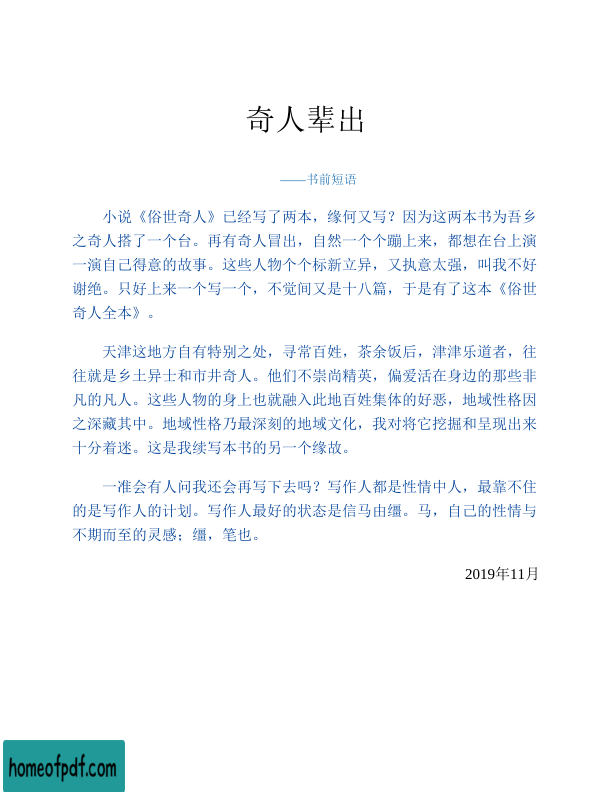 奇人辈出
——书前短语
小说《俗世奇人》已经写了两本，缘何又写？因为这两本书为吾乡
之奇人搭了一个台。再有奇人冒出，自然一个个蹦上来，都想在台上演
一演自己得意的故事。这些人物个个标新立异，又执意太强，叫我不好
谢绝。只好上来一个写一个，不觉间又是十八篇，于是有了这本《俗世
奇人全本》。
天津这地方自有特别之处，寻常百姓，茶余饭后，津津乐道者，往
往就是乡土异士和市井奇人。他们不崇尚精英，偏爱活在身边的那些非
凡的凡人。这些人物的身上也就融入此地百姓集体的好恶，地域性格因
之深藏其中。地域性格乃最深刻的地域文化，我对将它挖掘和呈现出来
十分着迷。这是我续写本书的另一个缘故。
一准会有人问我还会再写下去吗？写作人都是性情中人，最靠不住
的是写作人的计划。写作人最好的状态是信马由缰。马，自己的性情与
不期而至的灵感；缰，笔也。
2019年11月
homeofpdf.com